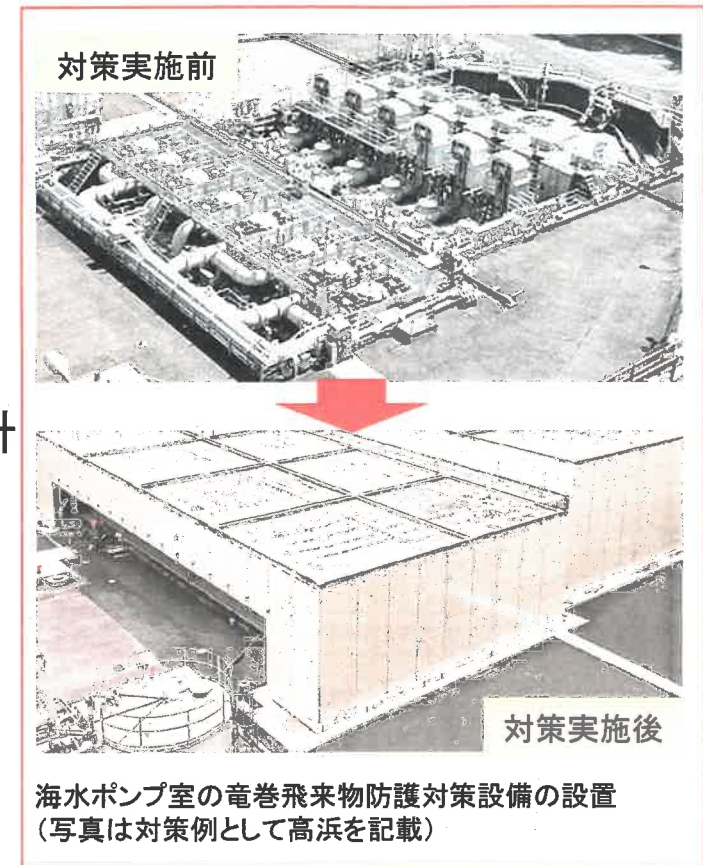 対策実施前
計
対策実施後
海水ポンプ室の竜巻飛来物防護対策設備の設置
(写真は対策例として高浜を記載)